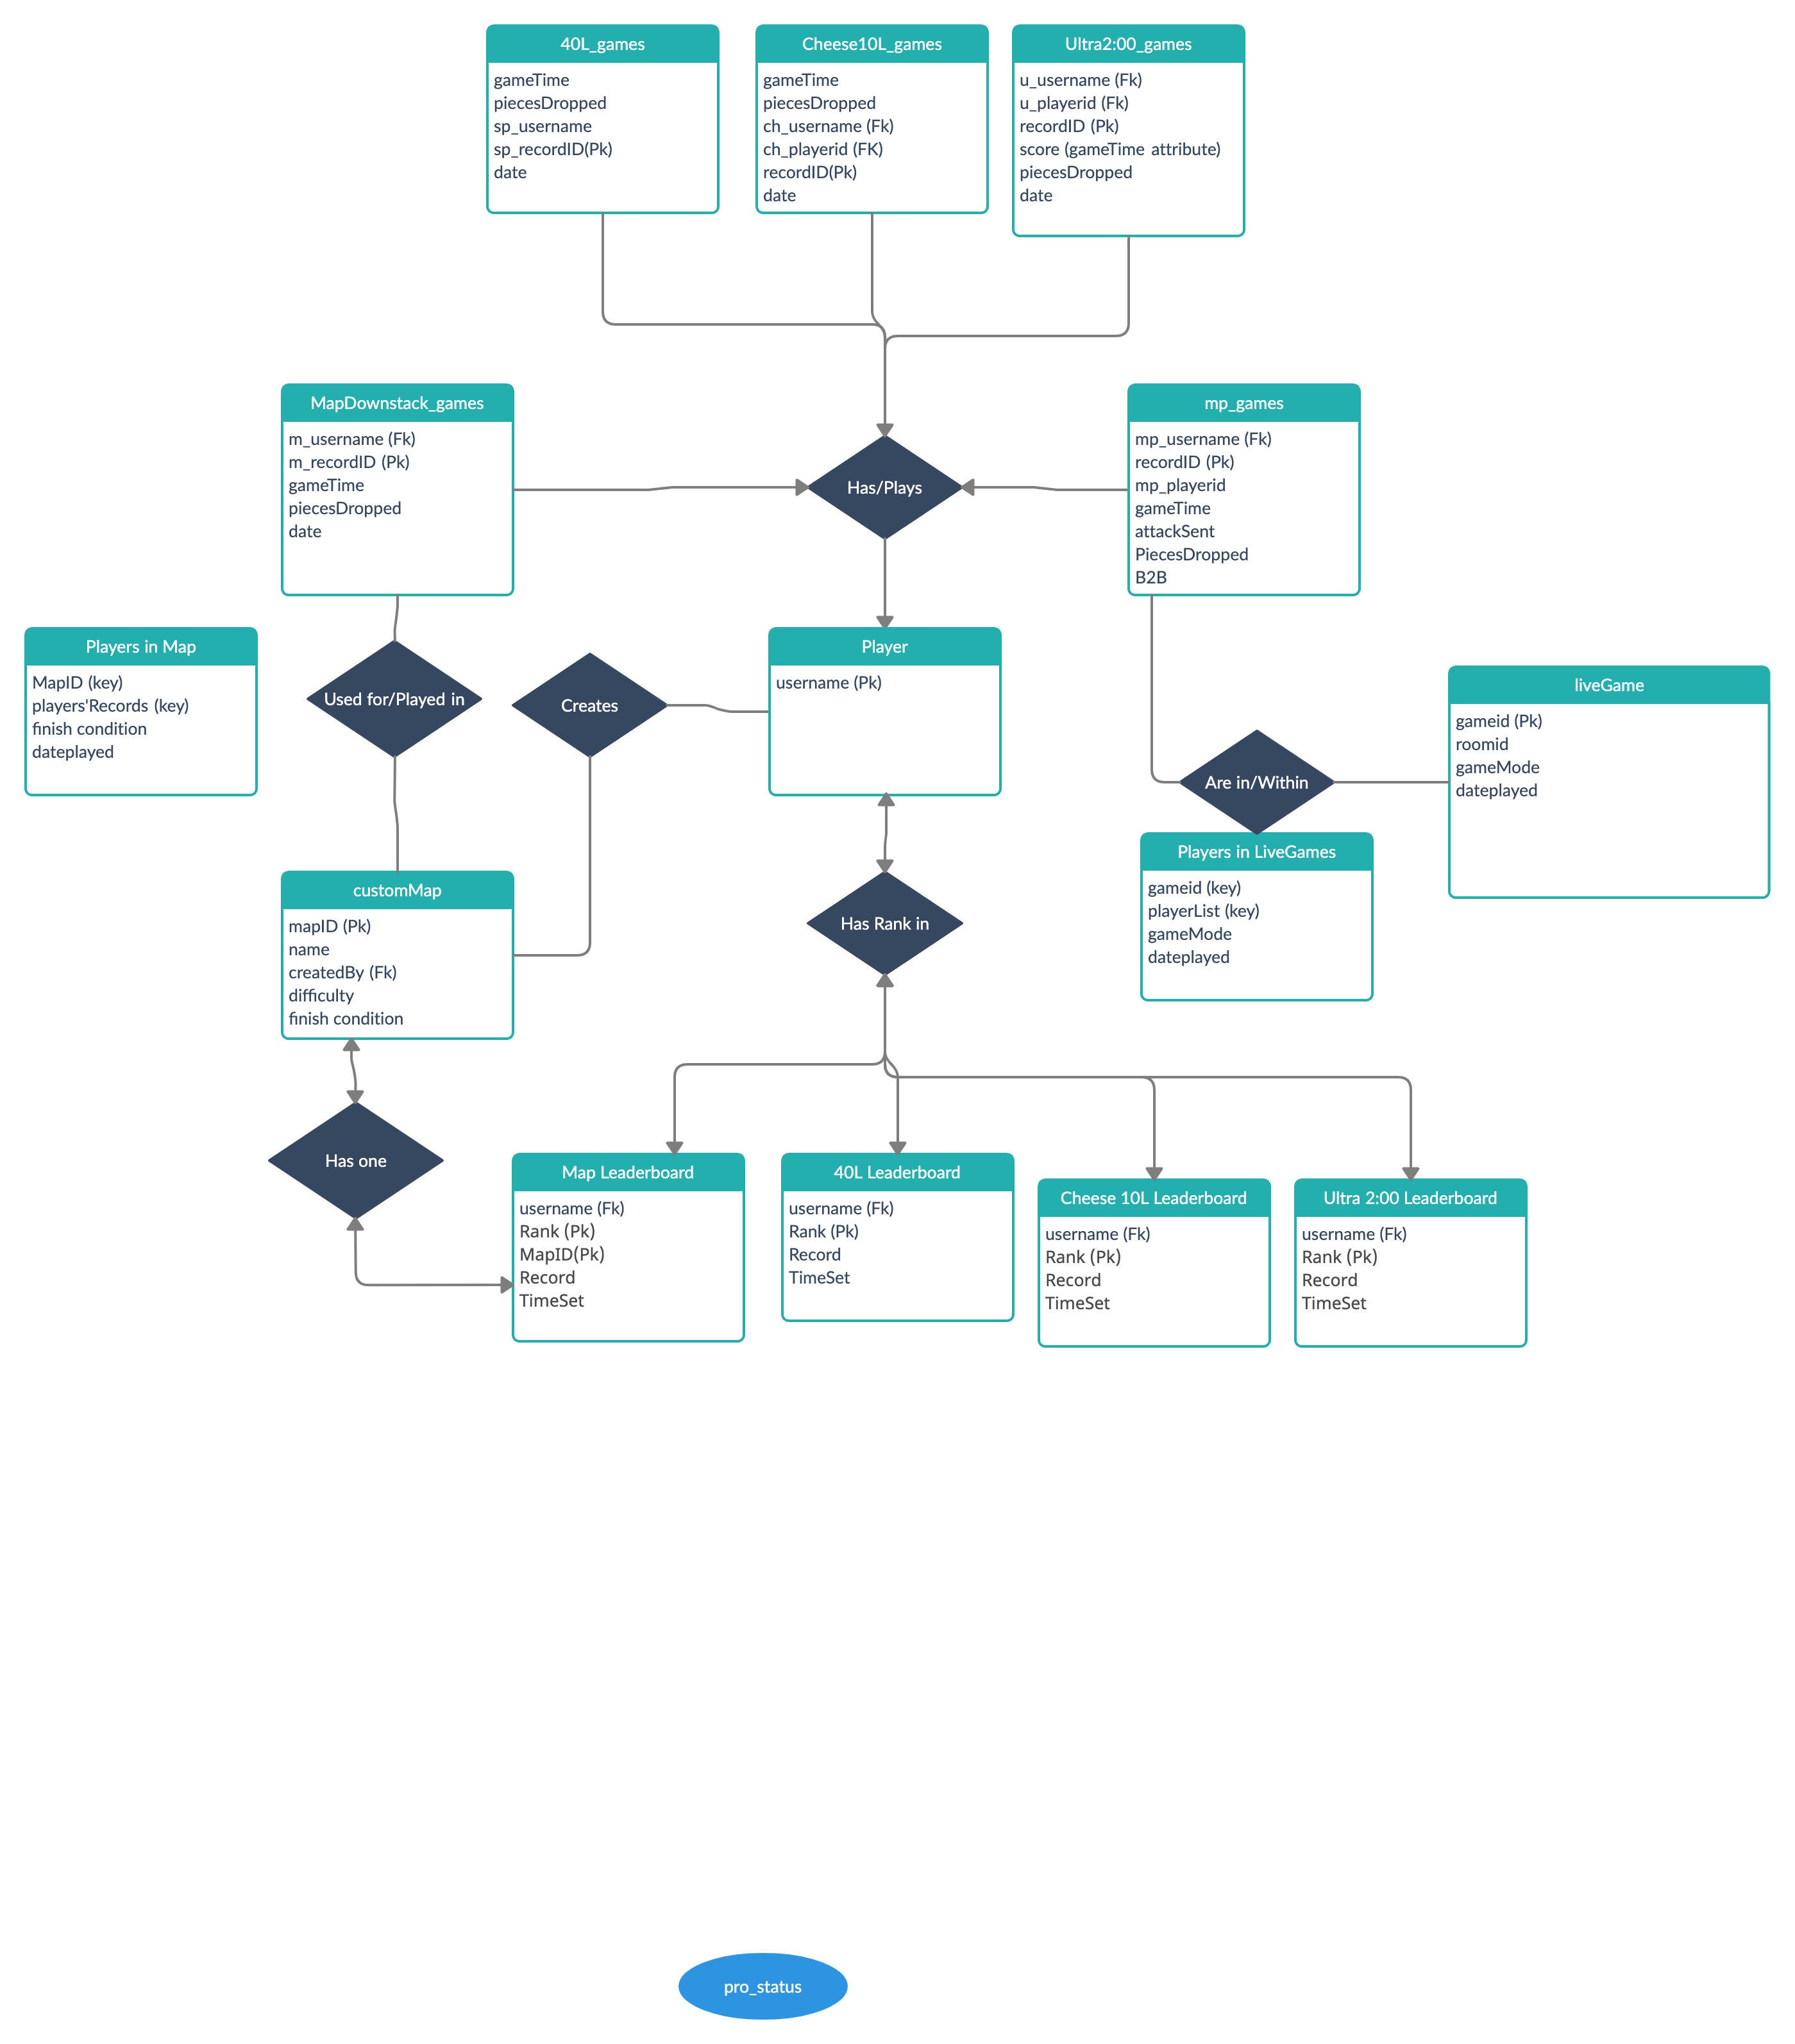 40L_games
gameTime
piecesDropped
sp_username
sp_recordID(Pk)
date
Cheese10L_games
gameTime
piecesDropped
ch_username (Fk)
ch_playerid (FK)
recordID(Pk)
date
Ultra2:00_games
u_username (Fk)
u_playerid (Fk)
recordID (Pk)
score (gameTime attribute)
piecesDropped
date
MapDownstack_games
m_username (Fk)
m_recordID (Pk)
gameTime
piecesDropped
date
Has/Plays
mp_games
mp_username (Fk)
recordID (Pk)
mp_playerid
gameTime
attackSent
PiecesDropped
B2B
Players in Map
MapID (key)
players'Records (key)
finish condition
dateplayed
Used for/Played in
Creates
Player
username (Pk)
liveGame
gameid (Pk)
roomid
gameMode
dateplayed
Are in/Within
Players in LiveGames
gameid (key)
playerList (key)
gameMode
dateplayed
customMap
mapID (Pk)
name
createdBy (Fk)
difficulty
finish condition
Has Rank in
Has one
Map Leaderboard
username (Fk)
Rank (Pk)
MapID(Pk)
Record
TimeSet
40L Leaderboard
username (Fk)
Rank (Pk)
Record
TimeSet
Cheese 10L Leaderboard
username (Fk)
Rank (Pk)
Record
TimeSet
Ultra 2:00 Leaderboard
username (Fk)
Rank (Pk)
Record
TimeSet
pro_status